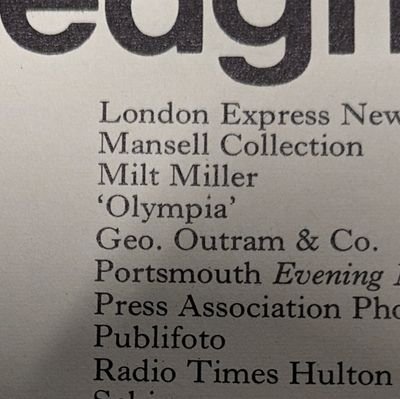 London Express
Mansell Collection
Milt Miller
‘Olympia’
Geo. Outram & Co.
Portsmouth Evening
Press Association
Publifoto
Radio Times Hulton